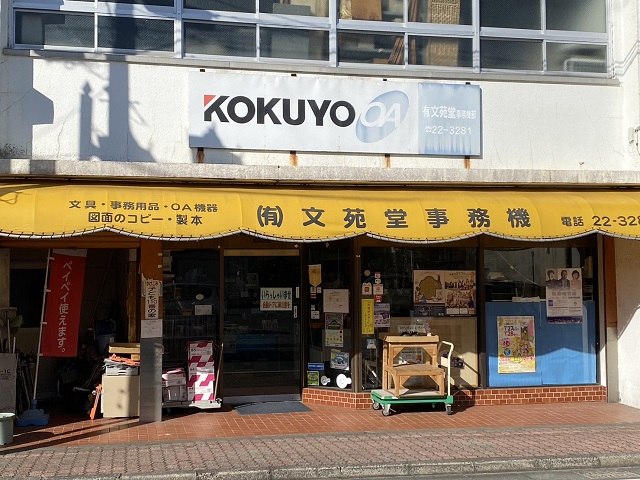 KOKUYO OA
有文苑堂事務機部
☎22-3281
文具・事務用品・OA機器
図面のコピー・製本
(有) 文苑堂事務機
電話 22-328
ペイペイ使えます。
いらっしゃいませ